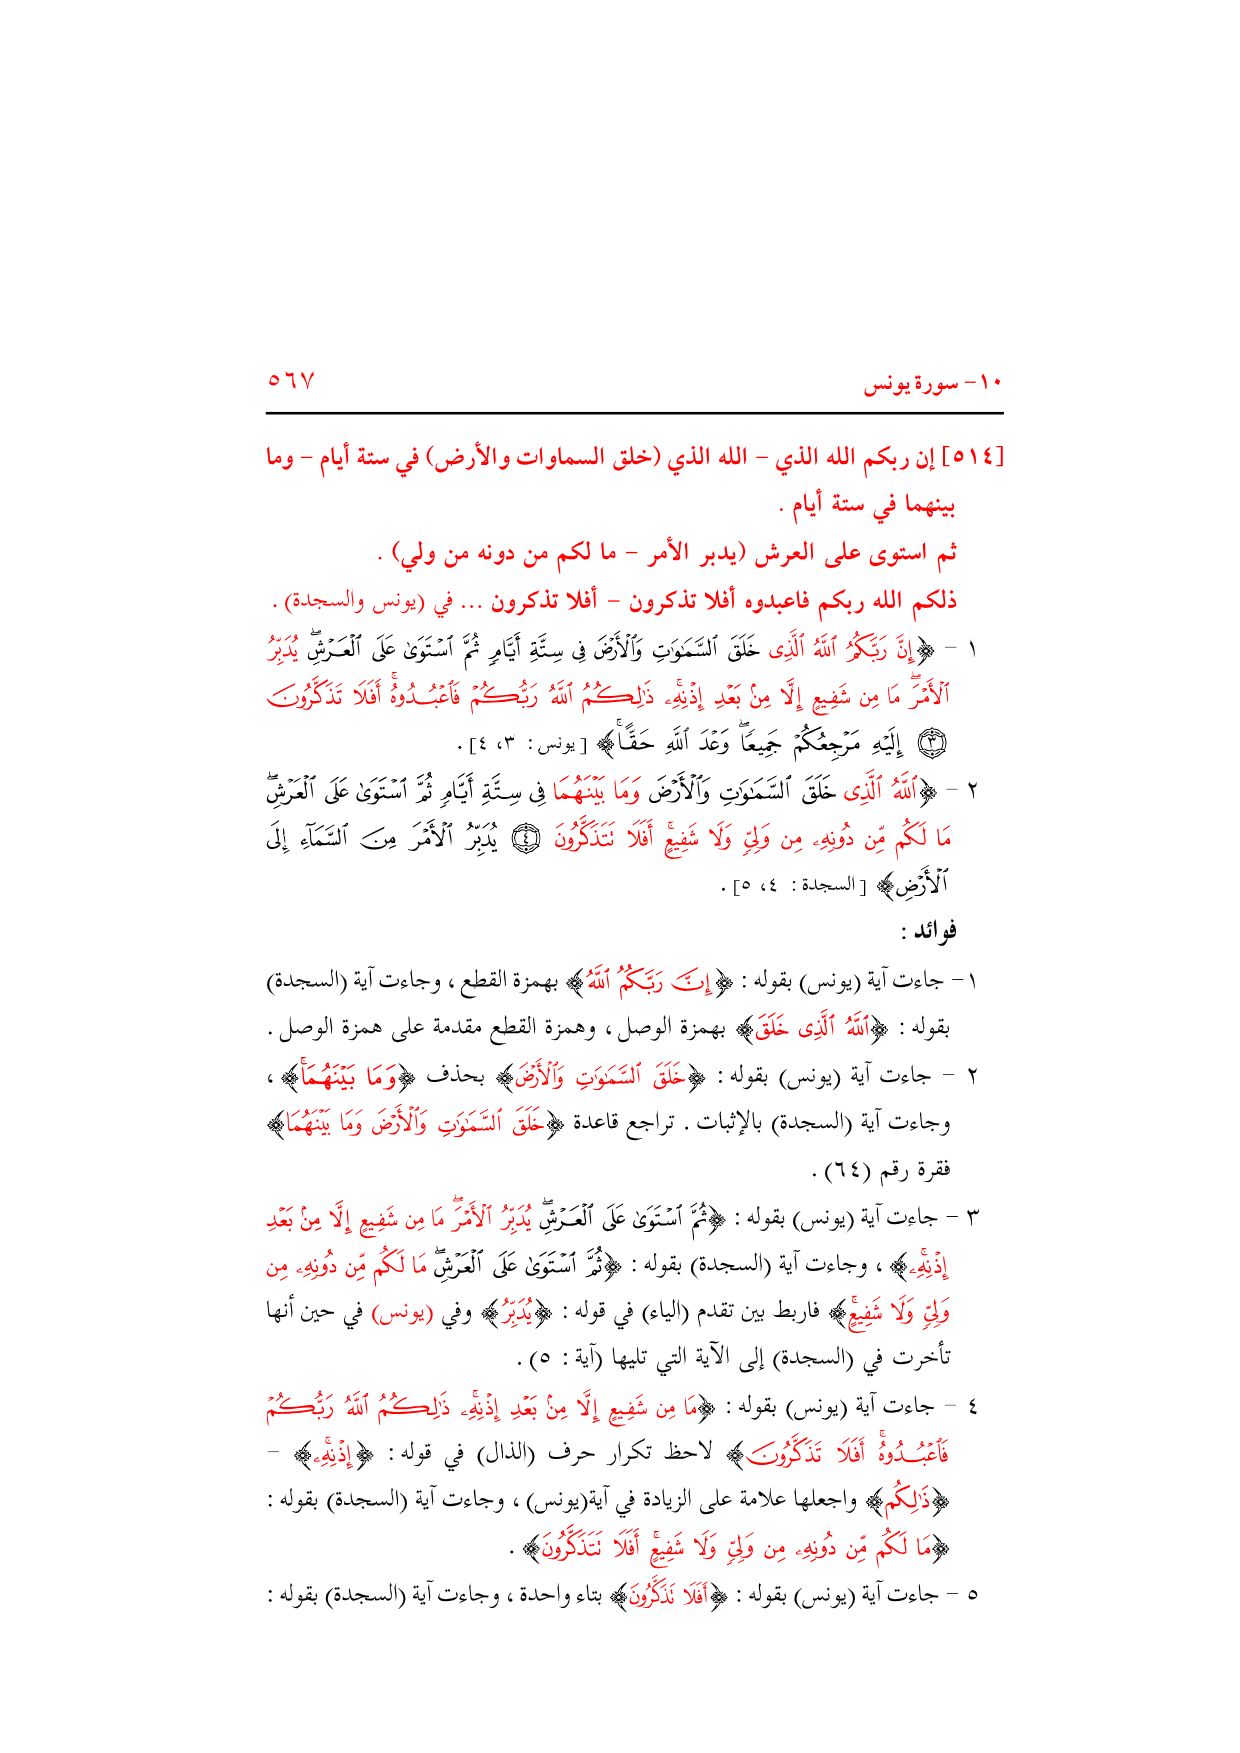 ١٠- سورة يونس ٥٦٧
[٥١٤] إن ربكم الله الذي – الله الذي (خلق السماوات والأرض) في ستة أيام – وما
بينهما في ستة أيام .
ثم استوى على العرش (يدبر الأمر – ما لكم من دونه من ولي) .
ذلكم الله ربكم فاعبدوه أفلا تذكرون – أفلا تذكرون ... في (يونس والسجدة) .
١ – ﴿إِنَّ رَبَّكُمُ ٱللَّهُ ٱلَّذِى خَلَقَ ٱلسَّمَٰوَٰتِ وَٱلْأَرْضَ فِى سِتَّةِ أَيَّامٍ ثُمَّ ٱسْتَوَىٰ عَلَى ٱلْعَرْشِ ۖ يُدَبِّرُ
ٱلْأَمْرَ ۖ مَا مِن شَفِيعٍ إِلَّا مِنۢ بَعْدِ إِذْنِهِۦ ۚ ذَٰلِكُمُ ٱللَّهُ رَبُّكُمْ فَٱعْبُدُوهُ ۚ أَفَلَا تَذَكَّرُونَ
﴿٣﴾ إِلَيْهِ مَرْجِعُكُمْ جَمِيعًا ۖ وَعْدَ ٱللَّهِ حَقًّا ۚ﴾ [يونس : ٣، ٤] .
٢ – ﴿ٱللَّهُ ٱلَّذِى خَلَقَ ٱلسَّمَٰوَٰتِ وَٱلْأَرْضَ وَمَا بَيْنَهُمَا فِى سِتَّةِ أَيَّامٍ ثُمَّ ٱسْتَوَىٰ عَلَى ٱلْعَرْشِ ۖ
مَا لَكُم مِّن دُونِهِۦ مِن وَلِىٍّ وَلَا شَفِيعٍ ۚ أَفَلَا تَتَذَكَّرُونَ ﴿٤﴾ يُدَبِّرُ ٱلْأَمْرَ مِنَ ٱلسَّمَآءِ إِلَى
ٱلْأَرْضِ﴾ [السجدة : ٤، ٥] .
فوائد :
١– جاءت آية (يونس) بقوله : ﴿إِنَّ رَبَّكُمُ ٱللَّهُ﴾ بهمزة القطع ، وجاءت آية (السجدة)
بقوله : ﴿ٱللَّهُ ٱلَّذِى خَلَقَ﴾ بهمزة الوصل ، وهمزة القطع مقدمة على همزة الوصل .
٢ – جاءت آية (يونس) بقوله : ﴿خَلَقَ ٱلسَّمَٰوَٰتِ وَٱلْأَرْضَ﴾ بحذف ﴿وَمَا بَيْنَهُمَا ۚ﴾ ،
وجاءت آية (السجدة) بالإثبات . تراجع قاعدة ﴿خَلَقَ ٱلسَّمَٰوَٰتِ وَٱلْأَرْضَ وَمَا بَيْنَهُمَا﴾
فقرة رقم (٦٤) .
٣ – جاءت آية (يونس) بقوله : ﴿ثُمَّ ٱسْتَوَىٰ عَلَى ٱلْعَرْشِ ۖ يُدَبِّرُ ٱلْأَمْرَ ۖ مَا مِن شَفِيعٍ إِلَّا مِنۢ بَعْدِ
إِذْنِهِۦ ۚ﴾ ، وجاءت آية (السجدة) بقوله : ﴿ثُمَّ ٱسْتَوَىٰ عَلَى ٱلْعَرْشِ ۖ مَا لَكُم مِّن دُونِهِۦ مِن
وَلِىٍّ وَلَا شَفِيعٍ ۚ﴾ فاربط بين تقدم (الياء) في قوله : ﴿يُدَبِّرُ﴾ وفي (يونس) في حين أنها
تأخرت في (السجدة) إلى الآية التي تليها (آية : ٥) .
٤ – جاءت آية (يونس) بقوله : ﴿مَا مِن شَفِيعٍ إِلَّا مِنۢ بَعْدِ إِذْنِهِۦ ۚ ذَٰلِكُمُ ٱللَّهُ رَبُّكُمْ
فَٱعْبُدُوهُ ۚ أَفَلَا تَذَكَّرُونَ﴾ لاحظ تكرار حرف (الذال) في قوله : ﴿إِذْنِهِۦ ۚ﴾ –
﴿ذَٰلِكُم﴾ واجعلها علامة على الزيادة في آية(يونس) ، وجاءت آية (السجدة) بقوله :
﴿مَا لَكُم مِّن دُونِهِۦ مِن وَلِىٍّ وَلَا شَفِيعٍ ۚ أَفَلَا تَتَذَكَّرُونَ﴾ .
٥ – جاءت آية (يونس) بقوله : ﴿أَفَلَا تَذَكَّرُونَ﴾ بتاء واحدة ، وجاءت آية (السجدة) بقوله :